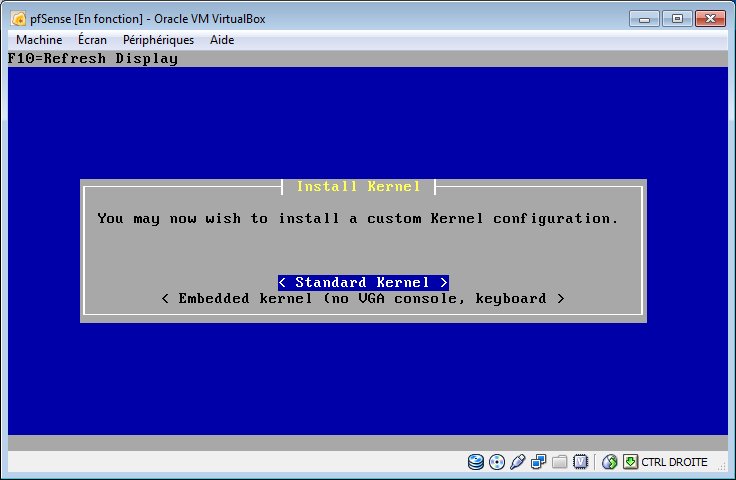 pfSense [En fonction] - Oracle VM VirtualBox
Machine Écran Périphériques Aide
F10=Refresh Display
Install Kernel
You may now wish to install a custom Kernel configuration.
< Standard Kernel >
< Embedded kernel (no VGA console, keyboard >
CTRL DROITE